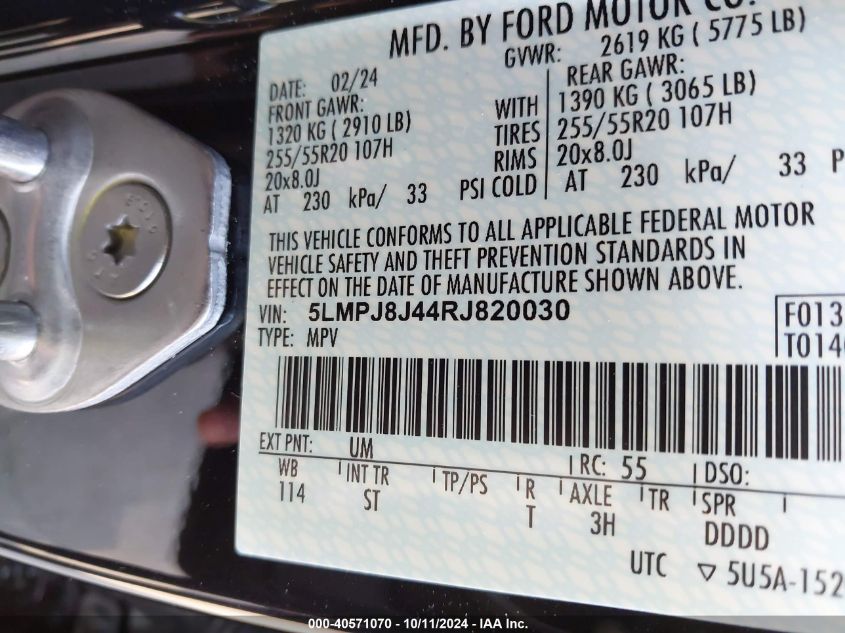 MFD. BY FORD MOTOR CO.
GVWR: 2619 KG ( 5775 LB)
DATE: 02/24
FRONT GAWR:
REAR GAWR:
1320 KG ( 2910 LB)
WITH
1390 KG ( 3065 LB)
255/55R20 107H
TIRES
255/55R20 107H
20x8.0J
RIMS
20x8.0J
AT 230 kPa/ 33 PSI COLD
AT 230 kPa/ 33 P
THIS VEHICLE CONFORMS TO ALL APPLICABLE FEDERAL MOTOR
VEHICLE SAFETY AND THEFT PREVENTION STANDARDS IN
EFFECT ON THE DATE OF MANUFACTURE SHOWN ABOVE.
VIN: 5LMPJ8J44RJ820030
F013
TYPE: MPV
T014
EXT PNT: UM
RC: 55
DSO:
WB
INT TR
TP/PS
R
AXLE
TR
SPR
114
ST
T
3H
DDDD
UTC ▽ 5U5A-152
000-40571070 - 10/11/2024 - IAA Inc.